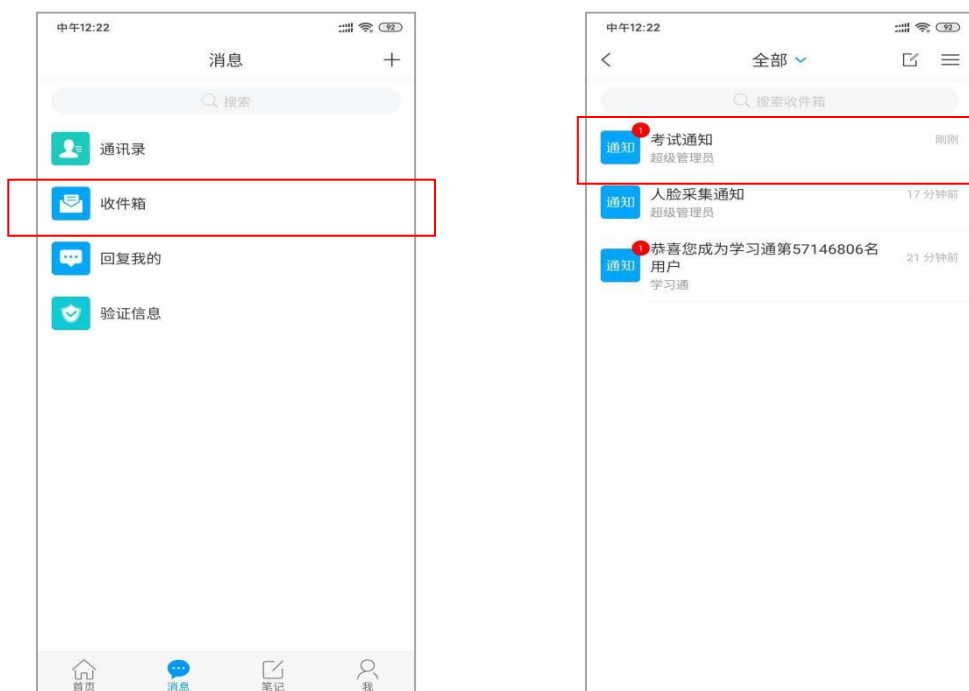 中午12:22
92
消息
搜索
通讯录
收件箱
回复我的
验证信息
首页
消息
笔记
我
中午12:22
92
全部
搜索收件箱
通知
1
考试通知
刚刚
超级管理员
通知
人脸采集通知
17 分钟前
超级管理员
通知
1
恭喜您成为学习通第57146806名
用户
21 分钟前
学习通